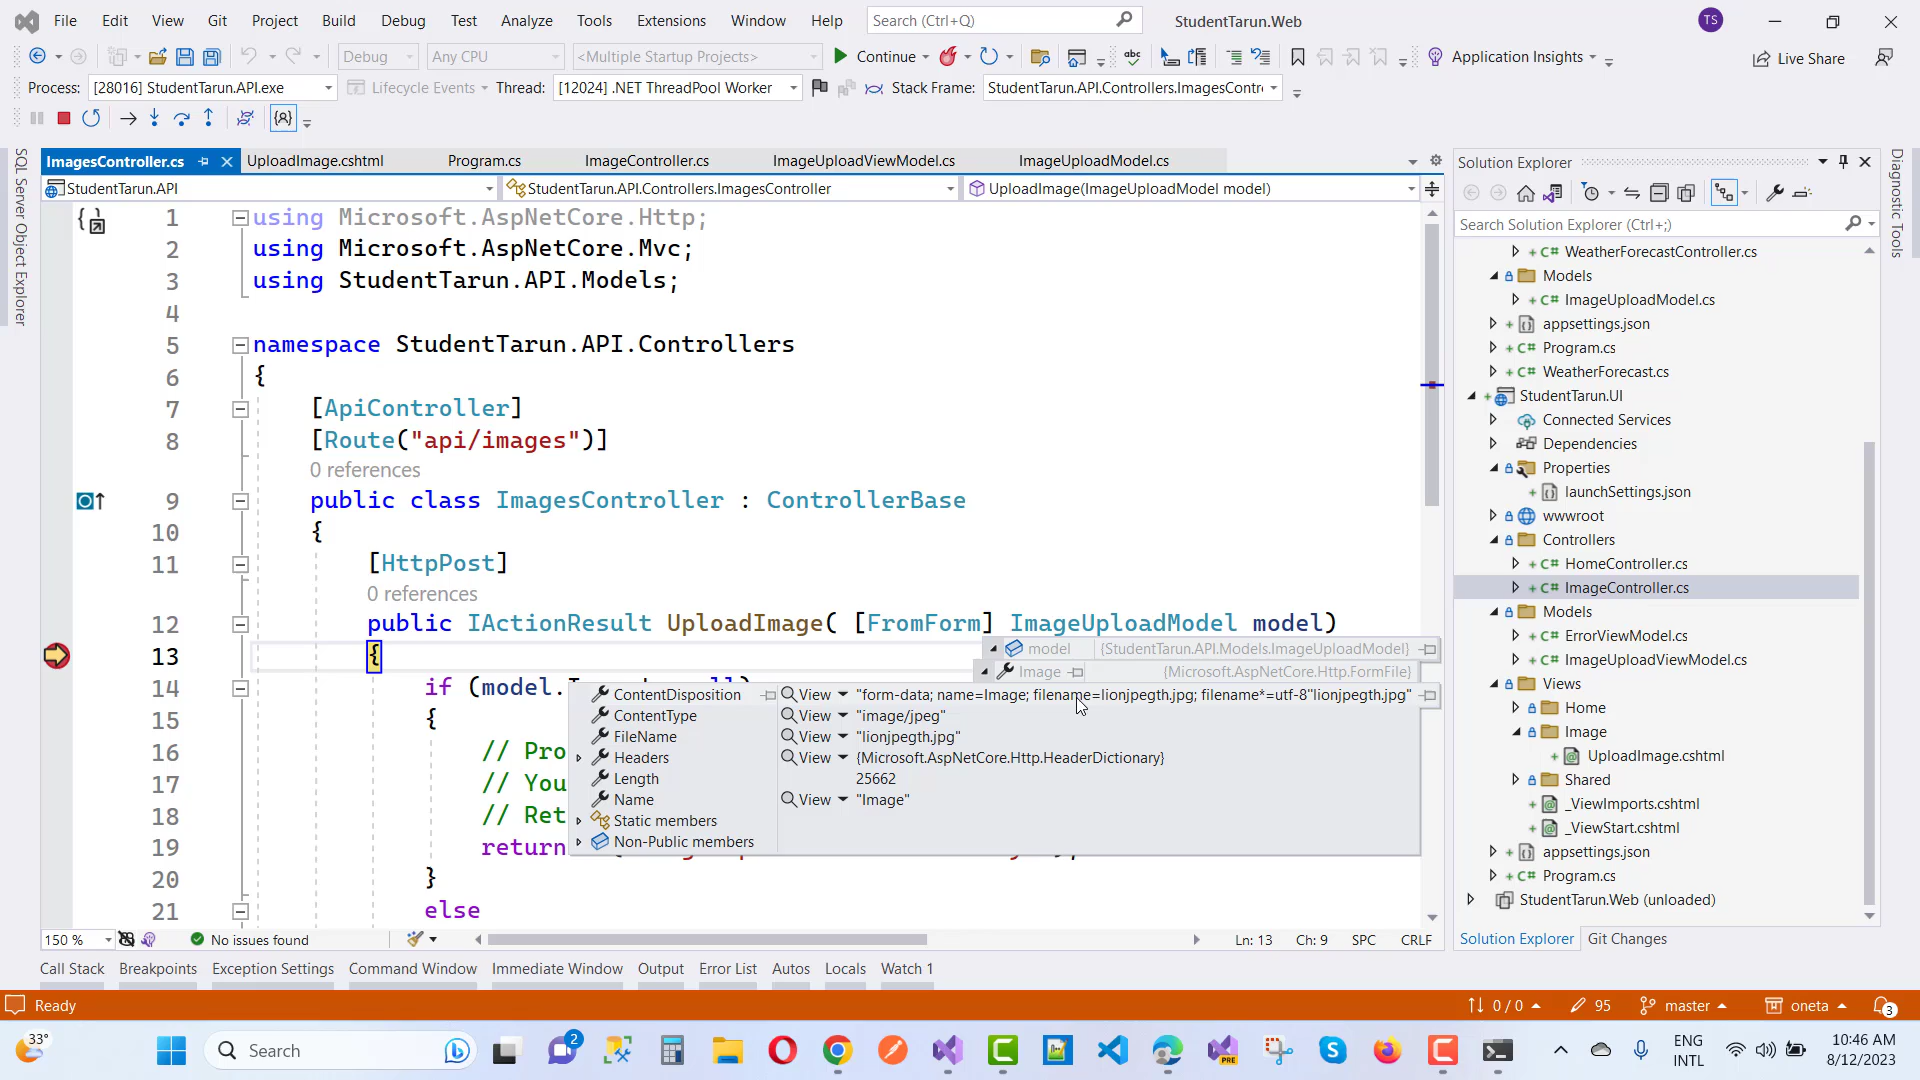 File Edit View Git Project Build Debug Test Analyze Tools Extensions Window Help Search (Ctrl+Q) StudentTarun.Web TS
Debug Any CPU <Multiple Startup Projects> Continue Application Insights Live Share
Process: [28016] StudentTarun.API.exe Lifecycle Events Thread: [12024] .NET ThreadPool Worker Stack Frame: StudentTarun.API.Controllers.ImagesContr
SQL Server Object Explorer
ImagesController.cs UploadImage.cshtml Program.cs ImageController.cs ImageUploadViewModel.cs ImageUploadModel.cs
StudentTarun.API StudentTarun.API.Controllers.ImagesController UploadImage(ImageUploadModel model)
1 using Microsoft.AspNetCore.Http;
2 using Microsoft.AspNetCore.Mvc;
3 using StudentTarun.API.Models;
4
5 namespace StudentTarun.API.Controllers
6 {
7 [ApiController]
8 [Route("api/images")]
0 references
9 public class ImagesController : ControllerBase
10 {
11 [HttpPost]
0 references
12 public IActionResult UploadImage( [FromForm] ImageUploadModel model)
13 {
model {StudentTarun.API.Models.ImageUploadModel}
Image {Microsoft.AspNetCore.Http.FormFile}
14 if (model.
ContentDisposition View "form-data; name=Image; filename=lionjpegth.jpg; filename*=utf-8''lionjpegth.jpg"
15 {
ContentType View "image/jpeg"
FileName View "lionjpegth.jpg"
16 // Pro
Headers View {Microsoft.AspNetCore.Http.HeaderDictionary}
17 // You
Length 25662
Name View "Image"
18 // Ret
Static members
19 return
Non-Public members
20 }
21 else
150 % No issues found Ln: 13 Ch: 9 SPC CRLF
Solution Explorer
Search Solution Explorer (Ctrl+;)
WeatherForecastController.cs
Models
ImageUploadModel.cs
appsettings.json
Program.cs
WeatherForecast.cs
StudentTarun.UI
Connected Services
Dependencies
Properties
launchSettings.json
wwwroot
Controllers
HomeController.cs
ImageController.cs
Models
ErrorViewModel.cs
ImageUploadViewModel.cs
Views
Home
Image
UploadImage.cshtml
Shared
_ViewImports.cshtml
_ViewStart.cshtml
appsettings.json
Program.cs
StudentTarun.Web (unloaded)
Solution Explorer Git Changes
Diagnostic Tools
Call Stack Breakpoints Exception Settings Command Window Immediate Window Output Error List Autos Locals Watch 1
Ready 0 / 0 95 master oneta 3
33° Search 2 PRE ENG INTL 10:46 AM 8/12/2023